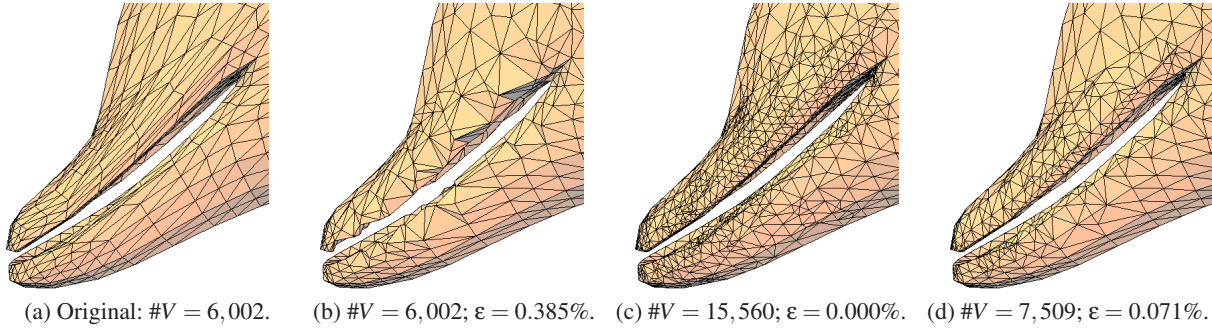 (a) Original: #V = 6,002.
(b) #V = 6,002; ε = 0.385%.
(c) #V = 15,560; ε = 0.000%.
(d) #V = 7,509; ε = 0.071%.